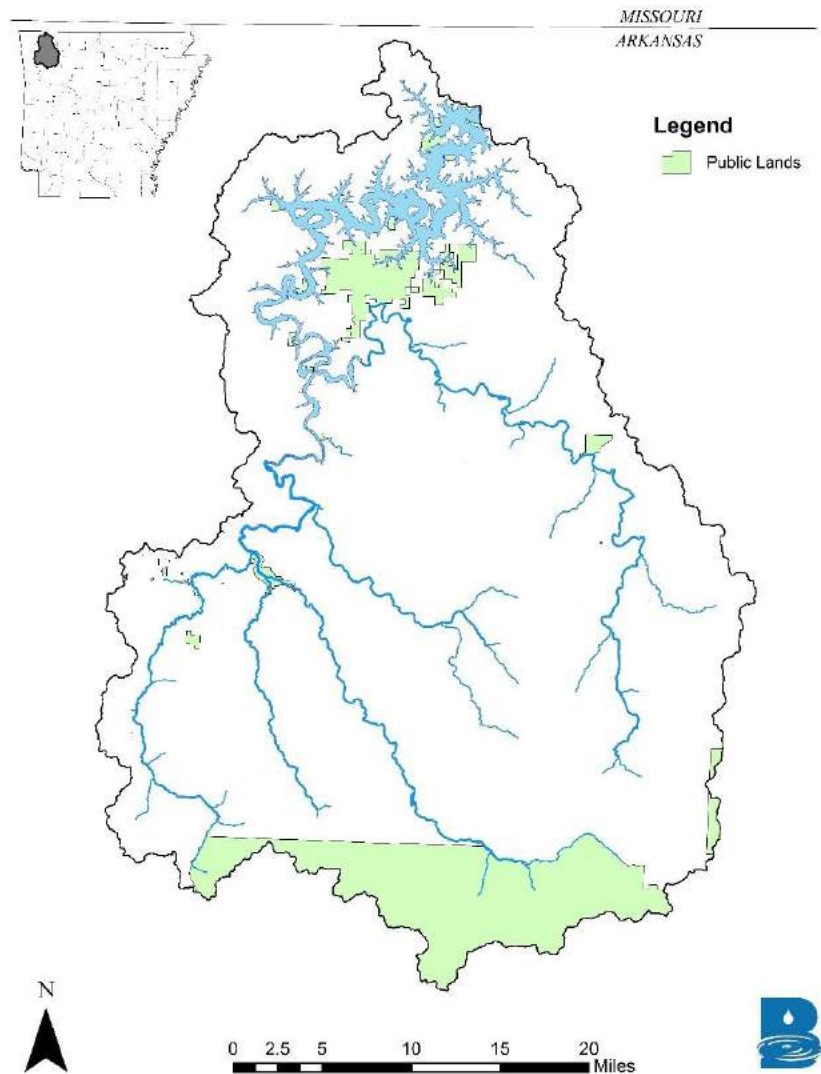 MISSOURI
ARKANSAS
Legend
Public Lands
N
B
0 2.5 5 10 15 20
Miles